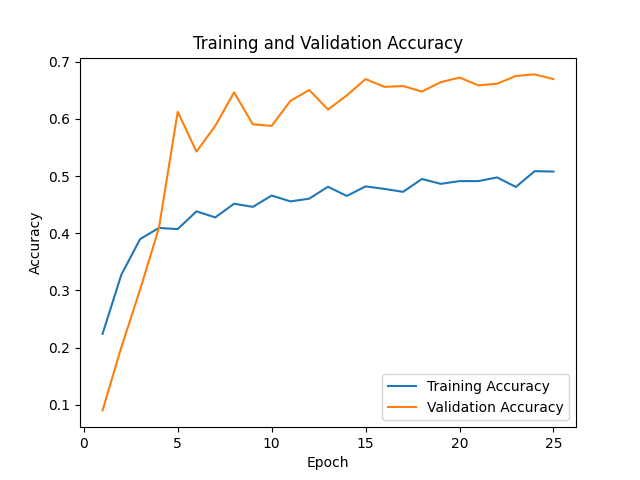 Training and Validation Accuracy
0.7
0.6
0.5
0.4
0.3
0.2
0.1
Accuracy
0 5 10 15 20 25
Epoch
Training Accuracy
Validation Accuracy